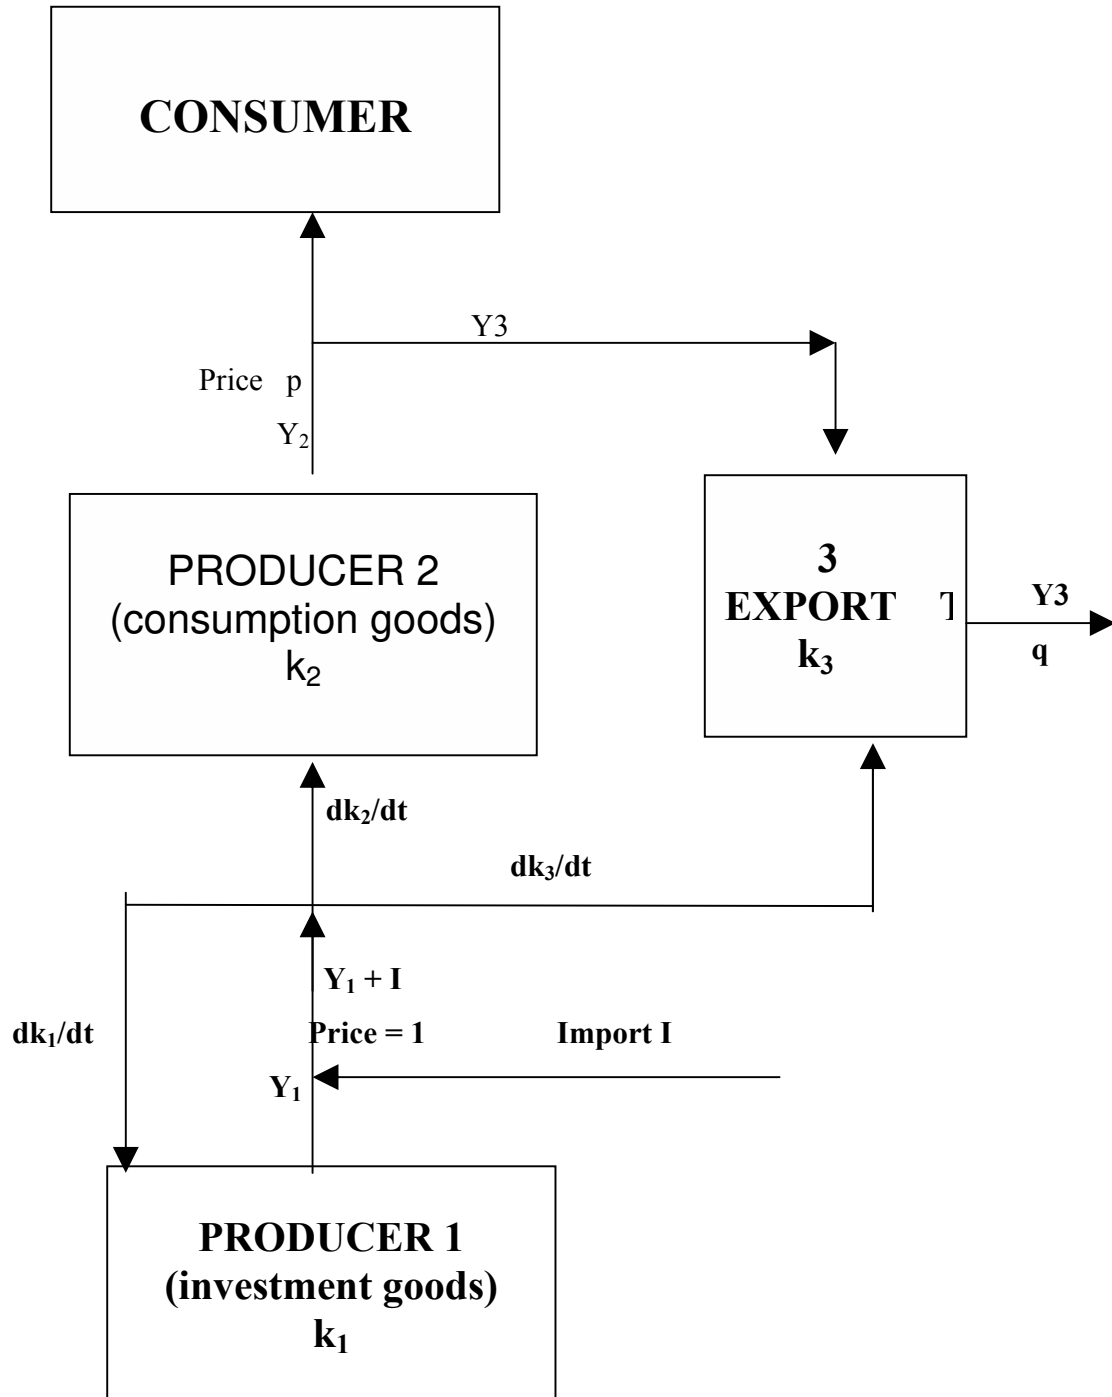 CONSUMER
Y3
Price p
Y₂
PRODUCER 2
(consumption goods)
k₂
3
EXPORT
k₃
Y3
q
dk₂/dt
dk₃/dt
Y₁ + I
dk₁/dt
Price = 1
Import I
Y₁
PRODUCER 1
(investment goods)
k₁